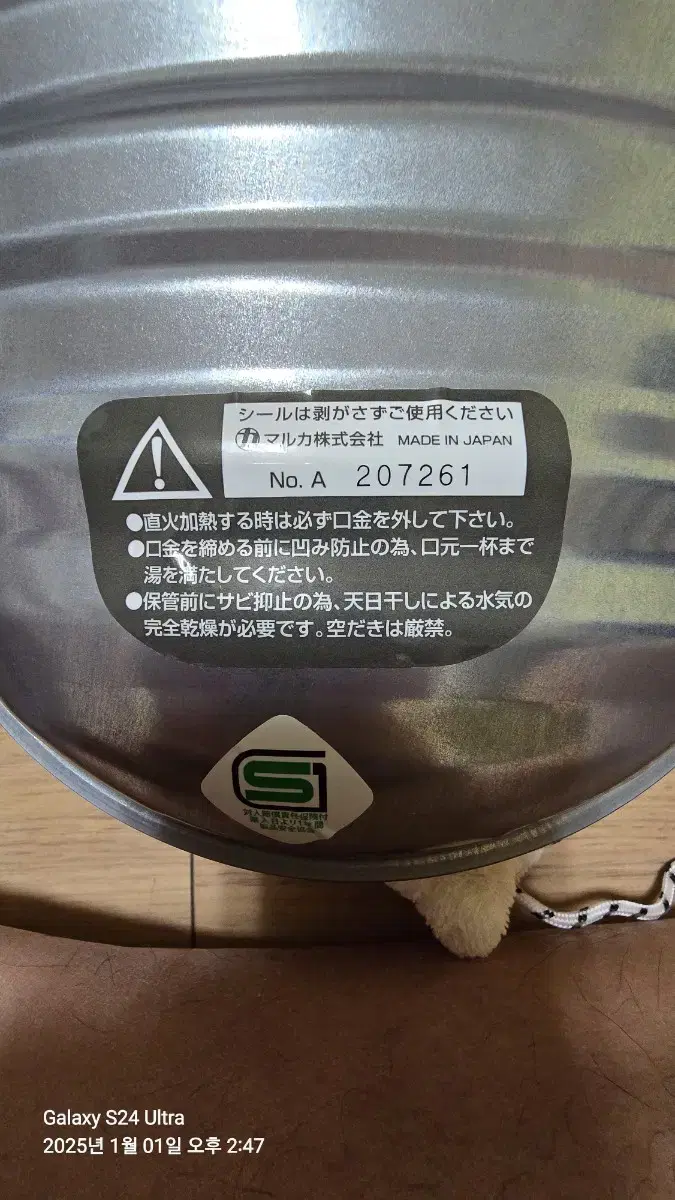 シールは剥がさずご使用ください
マルカ株式会社 MADE IN JAPAN
No. A 207261
●直火加熱する時は必ず口金を外して下さい。
●口金を締める前に凹み防止の為、口元一杯まで
湯を満たしてください。
●保管前にサビ抑止の為、天日干しによる水気の
完全乾燥が必要です。空だきは厳禁。
Galaxy S24 Ultra
2025년 1월 01일 오후 2:47